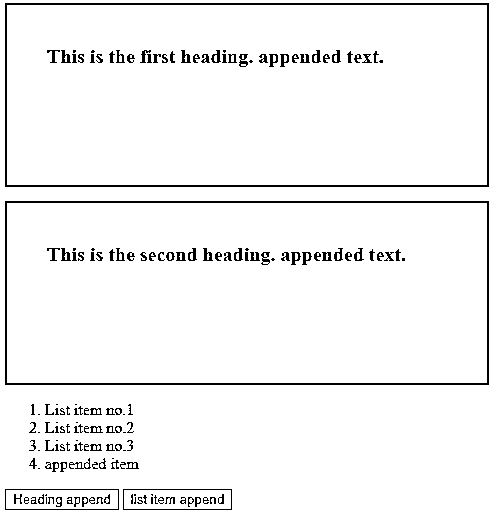 This is the first heading. appended text.
This is the second heading. appended text.
1. List item no.1
2. List item no.2
3. List item no.3
4. appended item
Heading append list item append